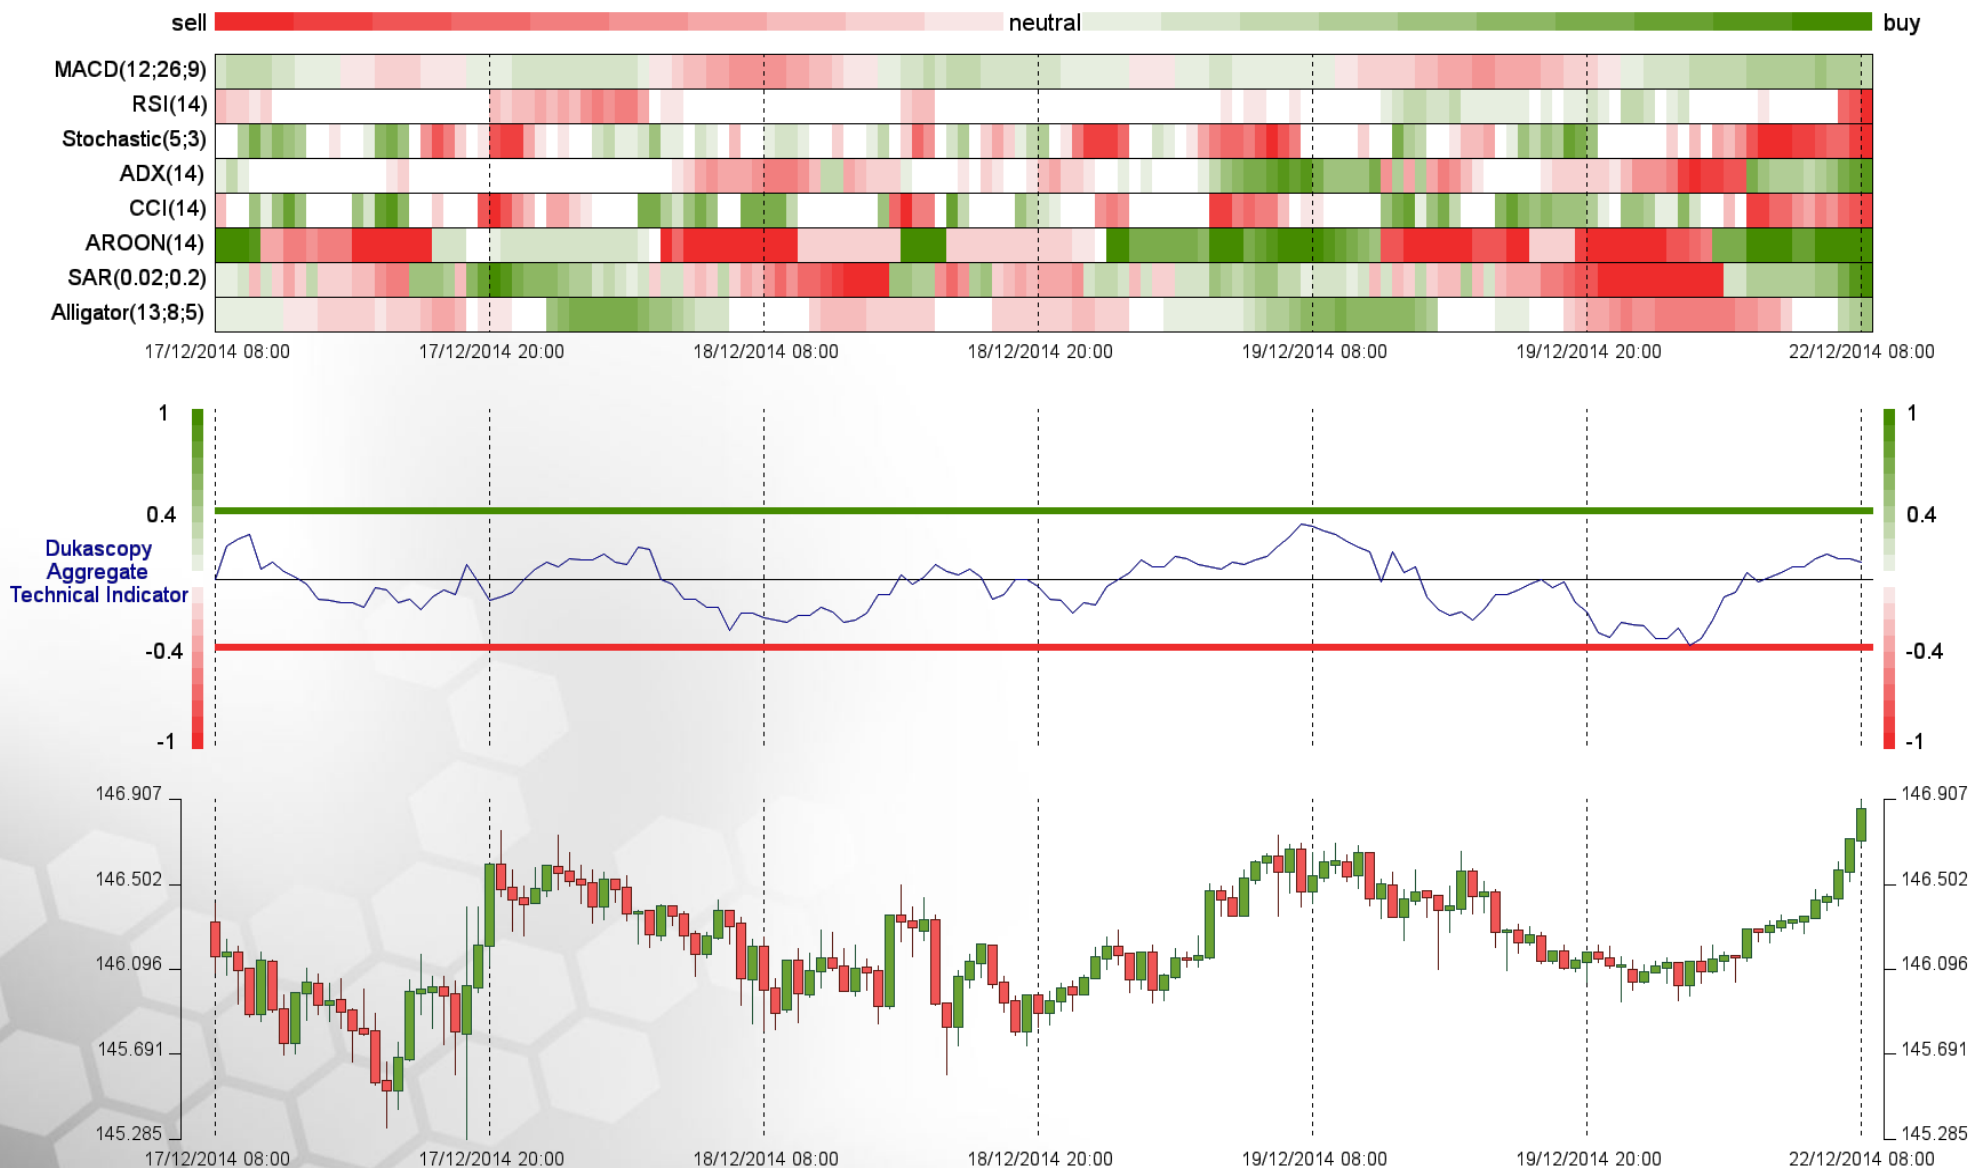 sell neutral buy
MACD(12;26;9)
RSI(14)
Stochastic(5;3)
ADX(14)
CCI(14)
AROON(14)
SAR(0.02;0.2)
Alligator(13;8;5)
17/12/2014 08:00 17/12/2014 20:00 18/12/2014 08:00 18/12/2014 20:00 19/12/2014 08:00 19/12/2014 20:00 22/12/2014 08:00
1 1
0.4 0.4
Dukascopy
Aggregate
Technical Indicator
-0.4 -0.4
-1 -1
146.907 146.907
146.502 146.502
146.096 146.096
145.691 145.691
145.285 145.285
17/12/2014 08:00 17/12/2014 20:00 18/12/2014 08:00 18/12/2014 20:00 19/12/2014 08:00 19/12/2014 20:00 22/12/2014 08:00